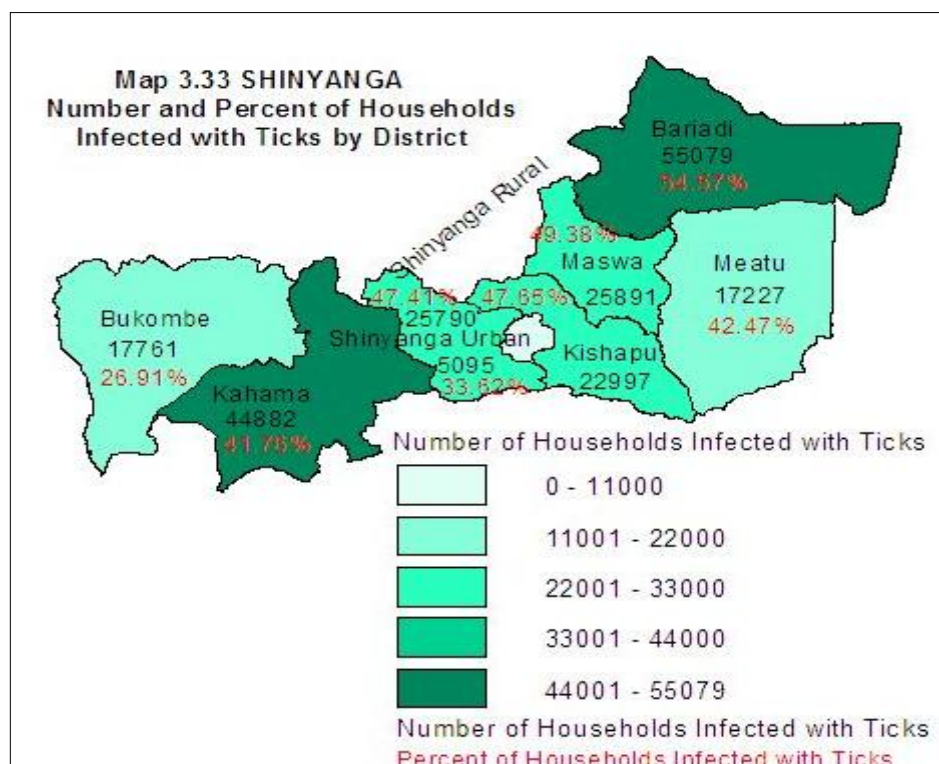 Map 3.33 SHINYANGA
Number and Percent of Households
Infected with Ticks by District
Bariadi
55079
54.57%
Shinyanga Rural
49.38%
Maswa
25891
Meatu
17227
42.47%
47.41%
25790
47.65%
Bukombe
17761
26.91%
Shinyanga Urban
5095
33.62%
Kishapu
22997
Kahama
44882
41.76%
Number of Households Infected with Ticks
0 - 11000
11001 - 22000
22001 - 33000
33001 - 44000
44001 - 55079
Number of Households Infected with Ticks
Percent of Households Infected with Ticks